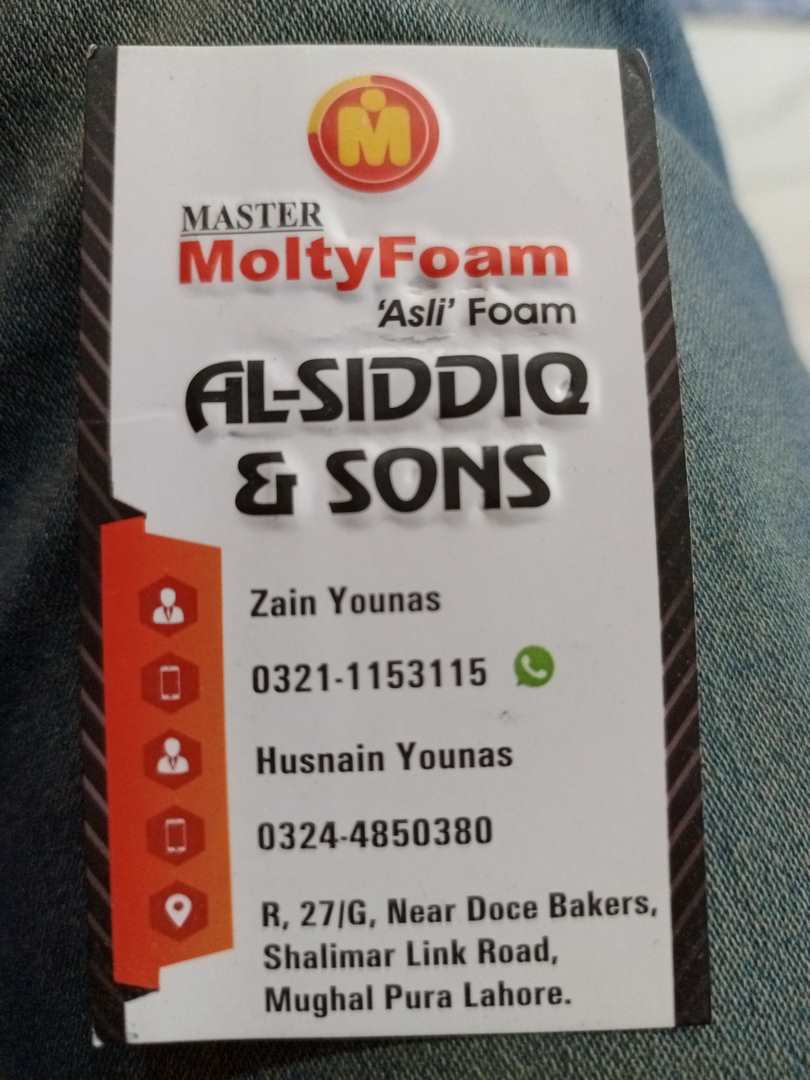 M
MASTER
MoltyFoam
‘Asli’ Foam
AL-SIDDIQ
& SONS
Zain Younas
0321-1153115
Husnain Younas
0324-4850380
R, 27/G, Near Doce Bakers,
Shalimar Link Road,
Mughal Pura Lahore.